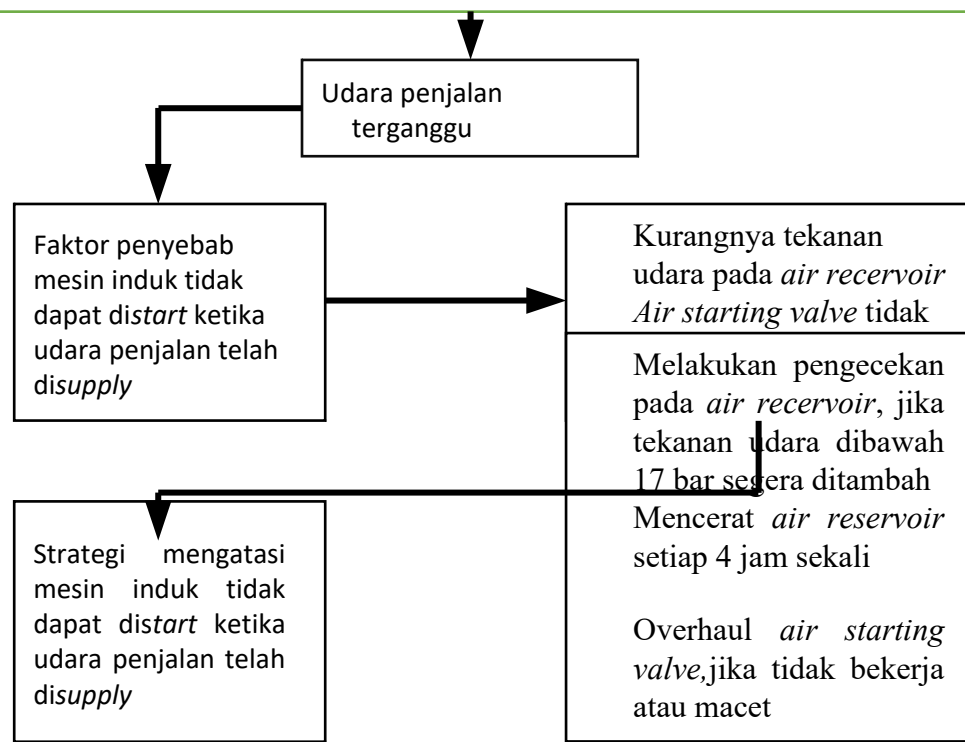 Udara penjalan
terganggu
Faktor penyebab
mesin induk tidak
dapat distart ketika
udara penjalan telah
disupply
Kurangnya tekanan
udara pada air recervoir
Air starting valve tidak
Melakukan pengecekan
pada air recervoir, jika
tekanan udara dibawah
17 bar segera ditambah
Mencerat air reservoir
setiap 4 jam sekali
Overhaul air starting
valve,jika tidak bekerja
atau macet
Strategi mengatasi
mesin induk tidak
dapat distart ketika
udara penjalan telah
disupply